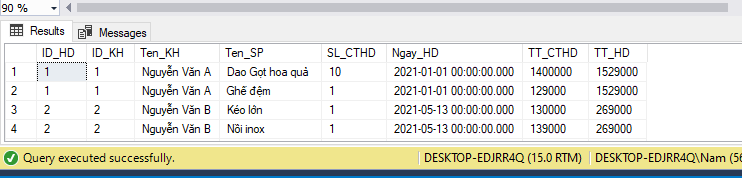 90 %
Results Messages
ID_HD ID_KH Ten_KH Ten_SP SL_CTHD Ngay_HD TT_CTHD TT_HD
1 1 1 Nguyễn Văn A Dao Gọt hoa quả 10 2021-01-01 00:00:00.000 1400000 1529000
2 1 1 Nguyễn Văn A Ghế đệm 1 2021-01-01 00:00:00.000 129000 1529000
3 2 2 Nguyễn Văn B Kéo lớn 1 2021-05-13 00:00:00.000 130000 269000
4 2 2 Nguyễn Văn B Nồi inox 1 2021-05-13 00:00:00.000 139000 269000
Query executed successfully. DESKTOP-EDJRR4Q (15.0 RTM) DESKTOP-EDJRR4Q\Nam (56